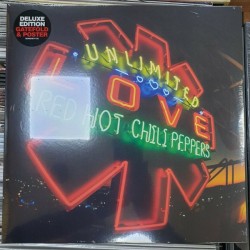 DELUXE
EDITION
GATEFOLD
& POSTER
UNLIMITED
LOVE
RED HOT CHILI PEPPERS